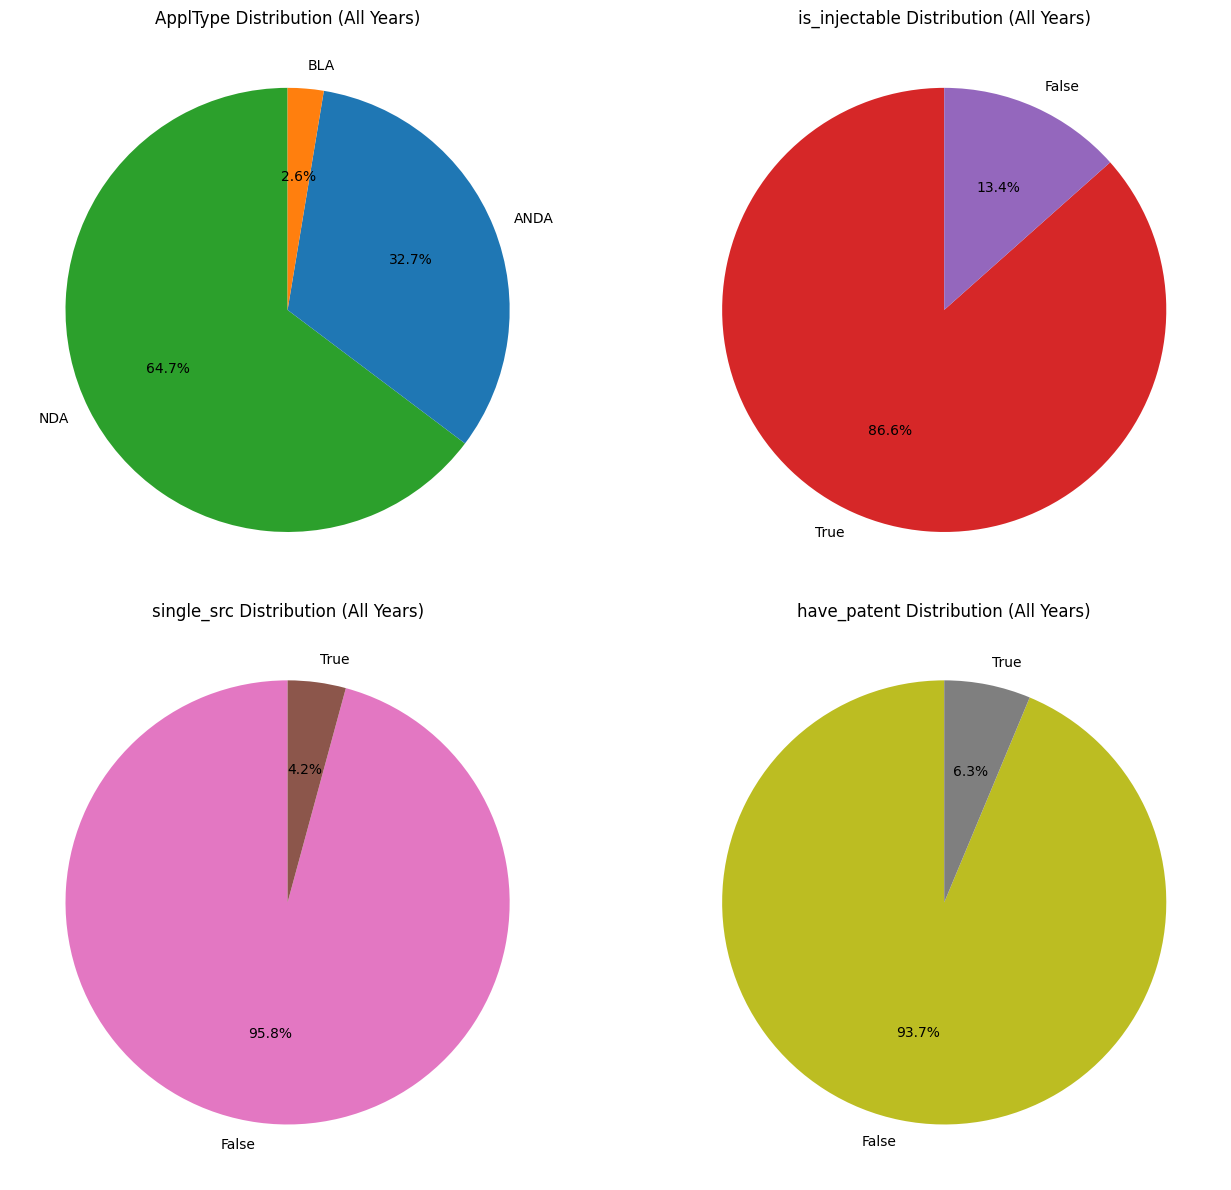 ApplType Distribution (All Years)
BLA
2.6%
ANDA
32.7%
64.7%
NDA
is_injectable Distribution (All Years)
False
13.4%
86.6%
True
single_src Distribution (All Years)
True
4.2%
95.8%
False
have_patent Distribution (All Years)
True
6.3%
93.7%
False